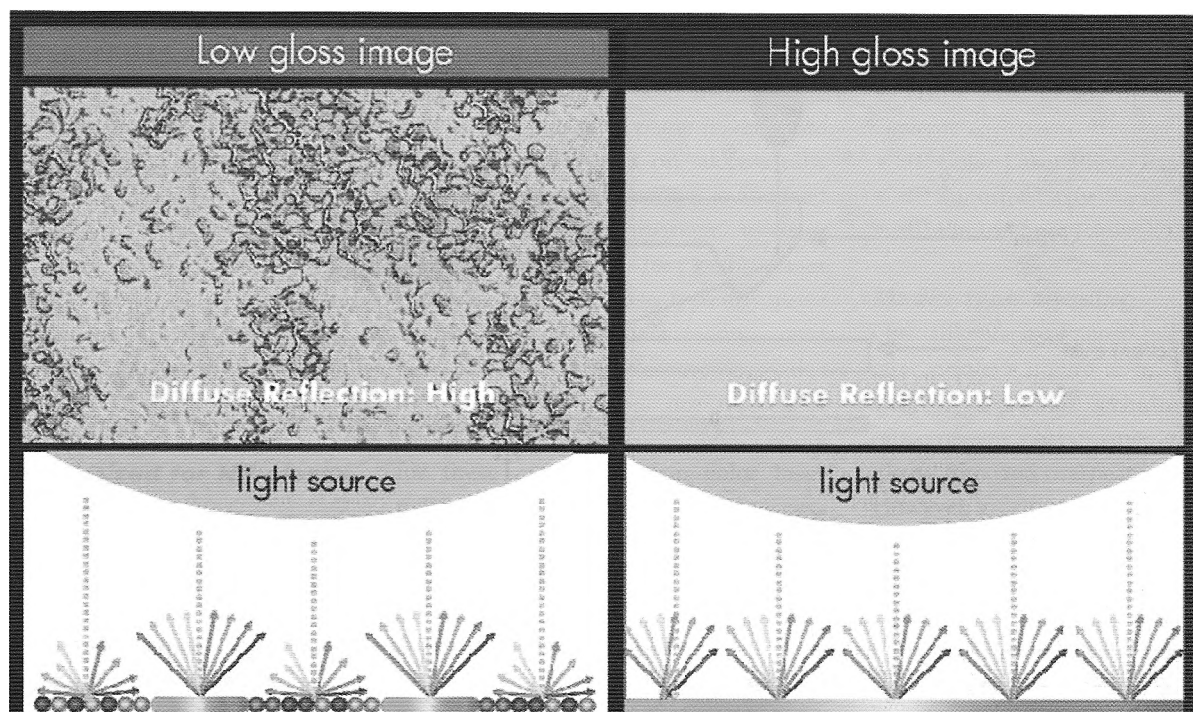 Low gloss image
High gloss image
Diffuse Reflection: High
Diffuse Reflection: Low
light source
light source